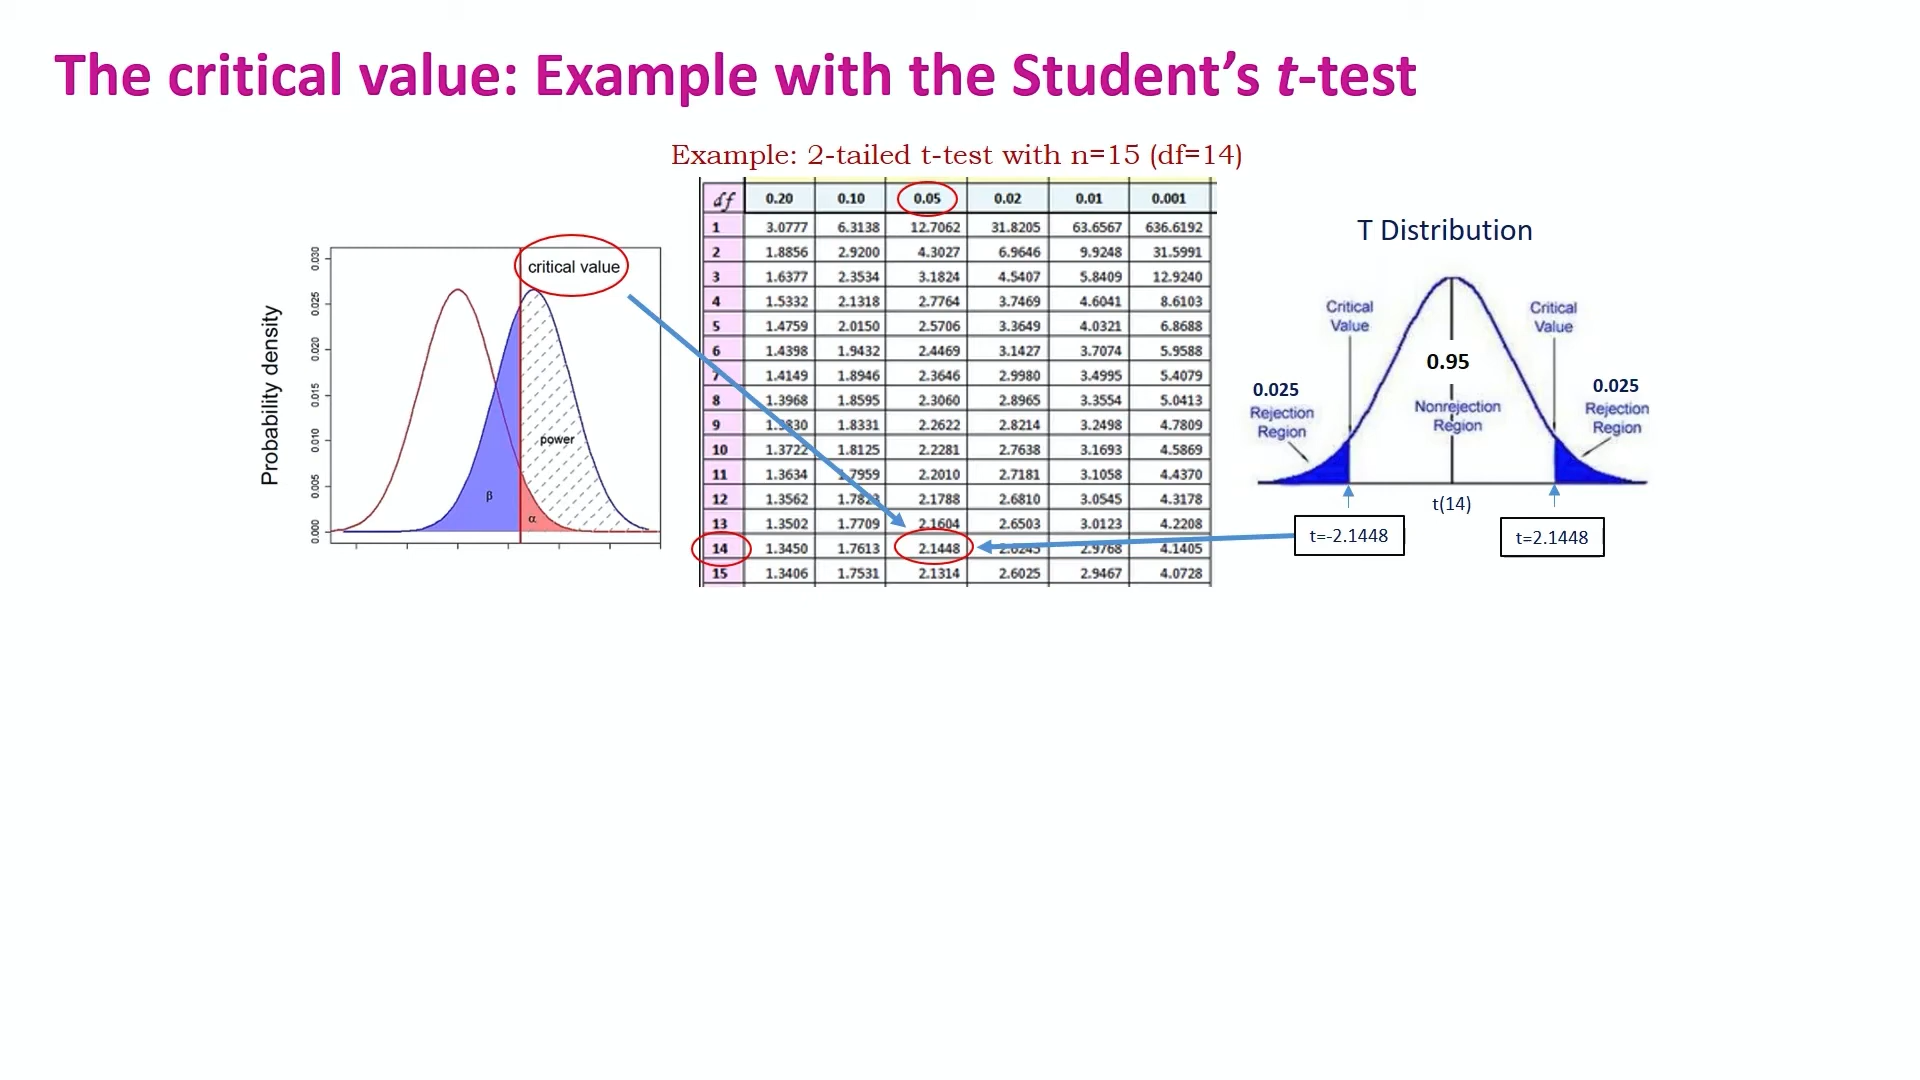 The critical value: Example with the Student’s t-test
Example: 2-tailed t-test with n=15 (df=14)
Probability density
0.000 0.005 0.010 0.015 0.020 0.025 0.030
critical value
power
β
α
df 0.20 0.10 0.05 0.02 0.01 0.001
1 3.0777 6.3138 12.7062 31.8205 63.6567 636.6192
2 1.8856 2.9200 4.3027 6.9646 9.9248 31.5991
3 1.6377 2.3534 3.1824 4.5407 5.8409 12.9240
4 1.5332 2.1318 2.7764 3.7469 4.6041 8.6103
5 1.4759 2.0150 2.5706 3.3649 4.0321 6.8688
6 1.4398 1.9432 2.4469 3.1427 3.7074 5.9588
7 1.4149 1.8946 2.3646 2.9980 3.4995 5.4079
8 1.3968 1.8595 2.3060 2.8965 3.3554 5.0413
9 1.8331 2.2622 2.8214 3.2498 4.7809
10 1.3722 1.8125 2.2281 2.7638 3.1693 4.5869
11 1.3634 1.7959 2.2010 2.7181 3.1058 4.4370
12 1.3562 2.1788 2.6810 3.0545 4.3178
13 1.3502 1.7709 2.1604 2.6503 3.0123 4.2208
14 1.3450 1.7613 2.1448 2.9768 4.1405
15 1.3406 1.7531 2.1314 2.6025 2.9467 4.0728
T Distribution
Critical
Value
Critical
Value
0.95
0.025
Rejection
Region
Nonrejection
Region
0.025
Rejection
Region
t(14)
t=-2.1448
t=2.1448